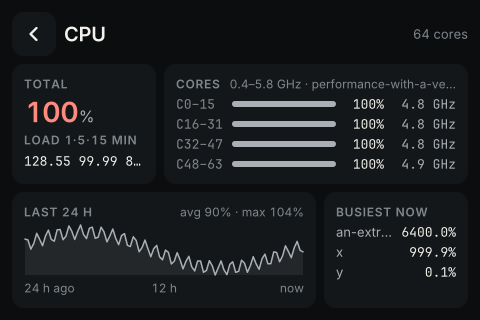 CPU
64 cores
TOTAL
100%
LOAD 1·5·15 MIN
128.55 99.99 8…
CORES 0.4–5.8 GHz · performance-with-a-ve…
C0–15 100% 4.8 GHz
C16–31 100% 4.8 GHz
C32–47 100% 4.8 GHz
C48–63 100% 4.9 GHz
LAST 24 H avg 90% · max 104%
24 h ago 12 h now
BUSIEST NOW
an-extr… 6400.0%
x 999.9%
y 0.1%